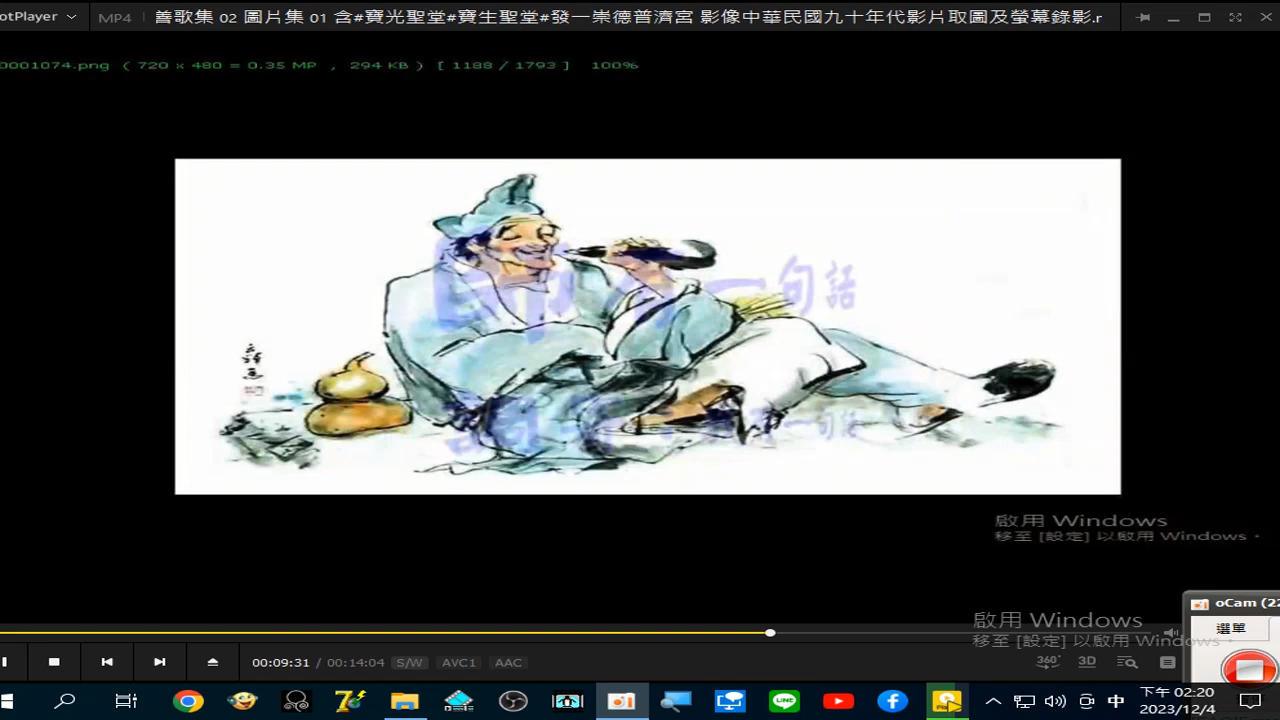 otPlayer
MP4
善歌集 02 圖片集 01 含#寶光聖堂#寶生聖堂#發一崇德普濟宮 影像中華民國九十年代影片取圖及螢幕錄影.r
0001074.png ( 720 x 480 = 0.35 MP , 294 KB ) [ 1188 / 1793 ] 100%
一句話
一句話
啟用 Windows
移至 [設定] 以啟用 Windows。
oCam (22
選單
啟用 Windows
移至 [設定] 以啟用 Windows。
00:09:31 / 00:14:04 S/W AVC1 AAC
360°
3D
中
下午 02:20
2023/12/4